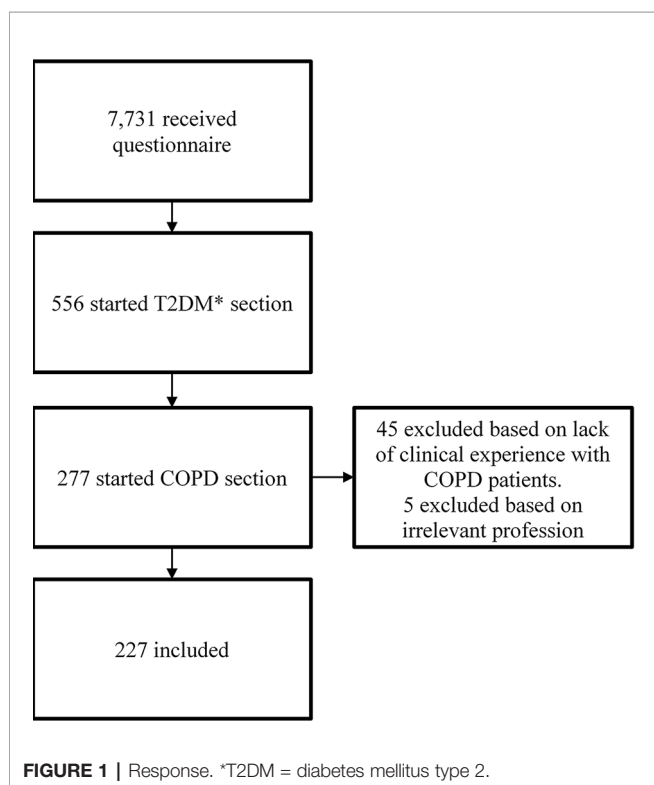 7,731 received
questionnaire
556 started T2DM* section
277 started COPD section
45 excluded based on lack
of clinical experience with
COPD patients.
5 excluded based on
irrelevant profession
227 included
FIGURE 1 | Response. *T2DM = diabetes mellitus type 2.